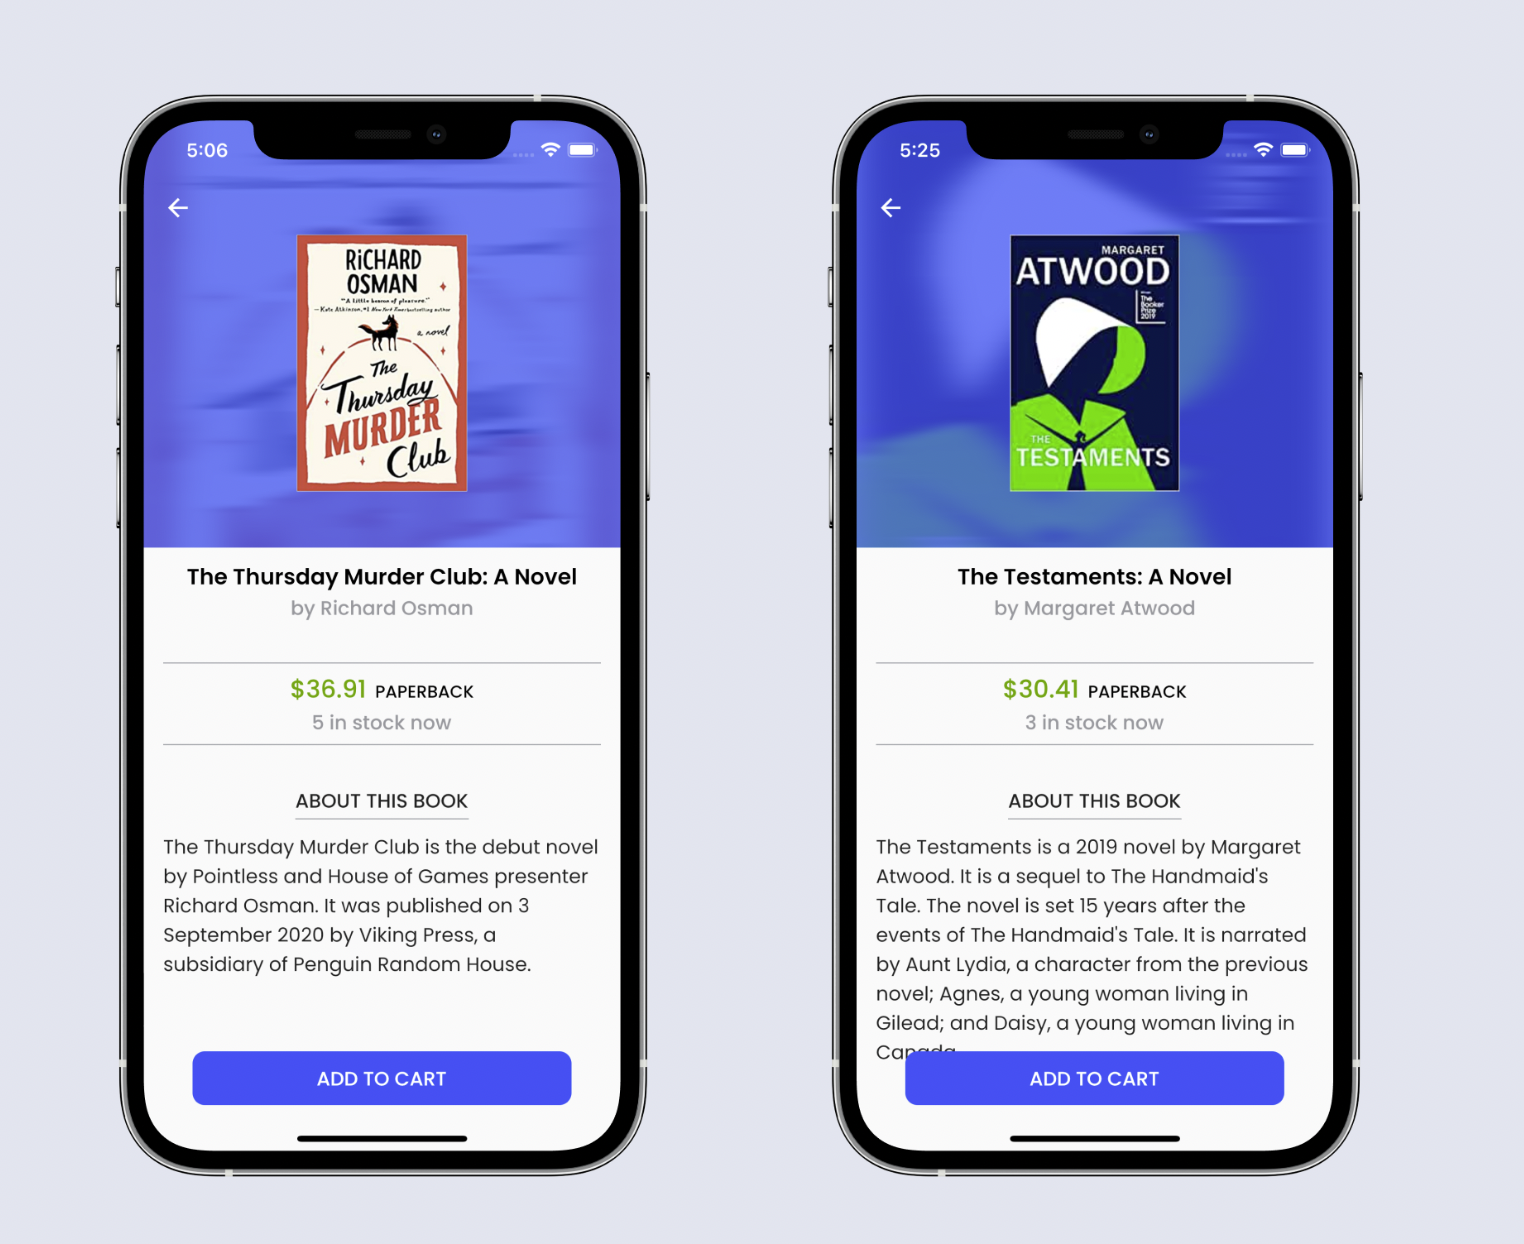 5:06
RiCHARD
OSMAN
"A little beacon of pleasure."
—Kate Atkinson, #1 New York Times bestselling author
a novel
The
Thursday
MURDER
Club
The Thursday Murder Club: A Novel
by Richard Osman
$36.91 PAPERBACK
5 in stock now
ABOUT THIS BOOK
The Thursday Murder Club is the debut novel
by Pointless and House of Games presenter
Richard Osman. It was published on 3
September 2020 by Viking Press, a
subsidiary of Penguin Random House.
ADD TO CART
5:25
MARGARET
ATWOOD
The
Booker
Prize
2019
THE
TESTAMENTS
The Testaments: A Novel
by Margaret Atwood
$30.41 PAPERBACK
3 in stock now
ABOUT THIS BOOK
The Testaments is a 2019 novel by Margaret
Atwood. It is a sequel to The Handmaid's
Tale. The novel is set 15 years after the
events of The Handmaid's Tale. It is narrated
by Aunt Lydia, a character from the previous
novel; Agnes, a young woman living in
Gilead; and Daisy, a young woman living in
Canada
ADD TO CART